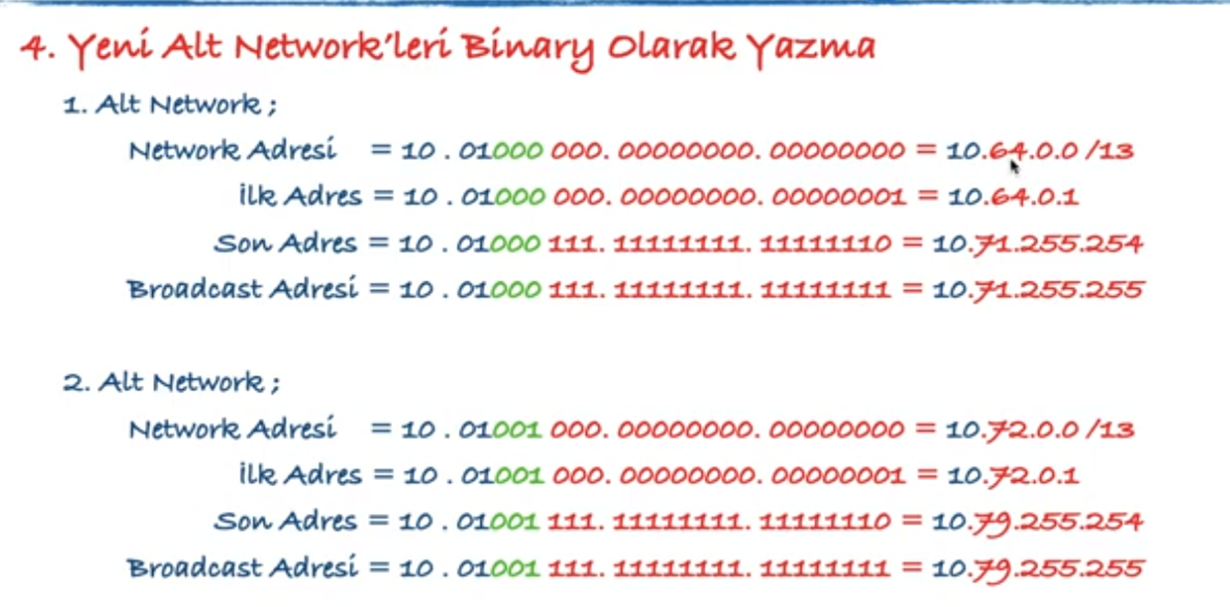 4. Yeni Alt Network'leri Binary Olarak Yazma
1. Alt Network ;
Network Adresi = 10 . 01000 000. 00000000. 00000000 = 10.64.0.0 /13
ilk Adres = 10 . 01000 000. 00000000. 00000001 = 10.64.0.1
Son Adres = 10 . 01000 111. 11111111. 11111110 = 10.71.255.254
Broadcast Adresi = 10 . 01000 111. 11111111. 11111111 = 10.71.255.255
2. Alt Network ;
Network Adresi = 10 . 01001 000. 00000000. 00000000 = 10.72.0.0 /13
ilk Adres = 10 . 01001 000. 00000000. 00000001 = 10.72.0.1
Son Adres = 10 . 01001 111. 11111111. 11111110 = 10.79.255.254
Broadcast Adresi = 10 . 01001 111. 11111111. 11111111 = 10.79.255.255